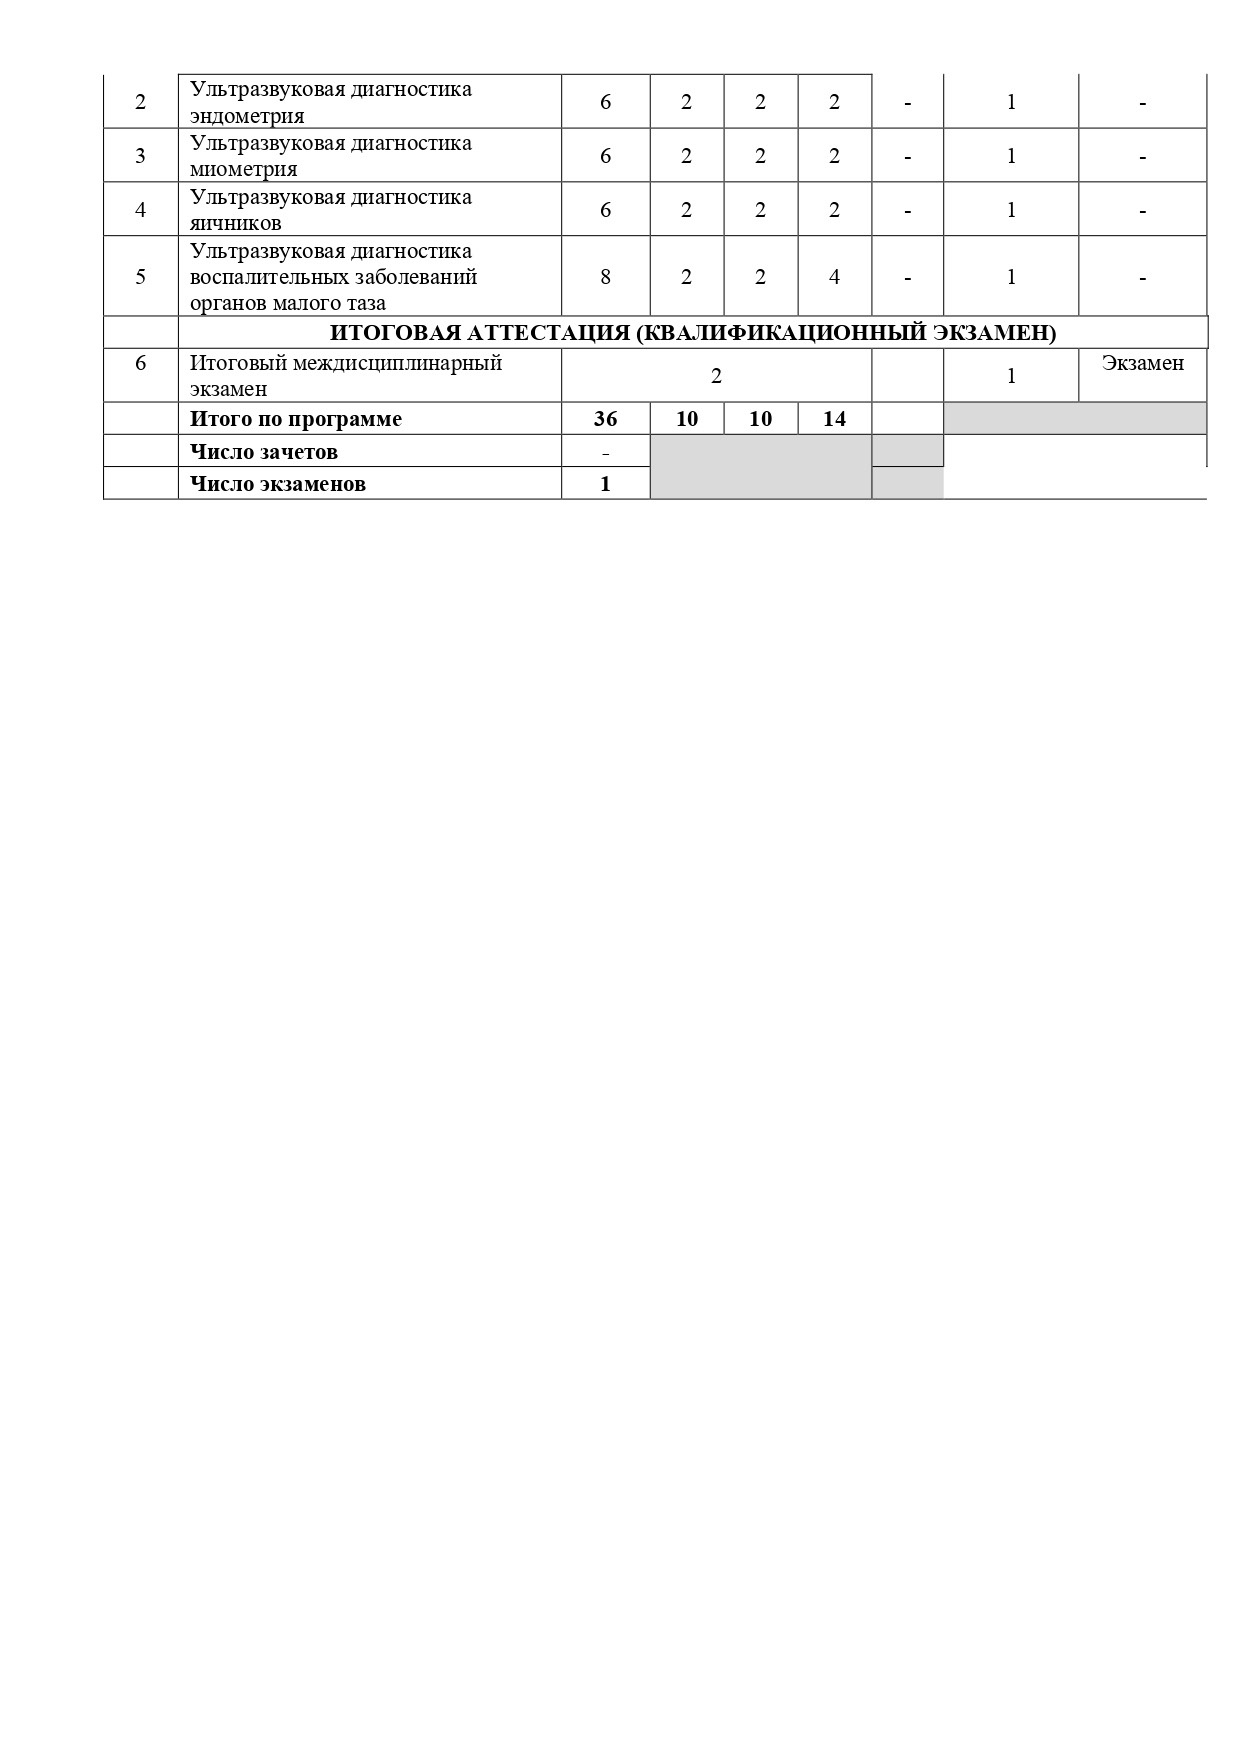 2 Ультразвуковая диагностика эндометрия 6 2 2 2 - 1 -
3 Ультразвуковая диагностика миометрия 6 2 2 2 - 1 -
4 Ультразвуковая диагностика яичников 6 2 2 2 - 1 -
5 Ультразвуковая диагностика воспалительных заболеваний органов малого таза 8 2 2 4 - 1 -
ИТОГОВАЯ АТТЕСТАЦИЯ (КВАЛИФИКАЦИОННЫЙ ЭКЗАМЕН)
6 Итоговый междисциплинарный экзамен 2 1 Экзамен
Итого по программе 36 10 10 14
Число зачетов -
Число экзаменов 1